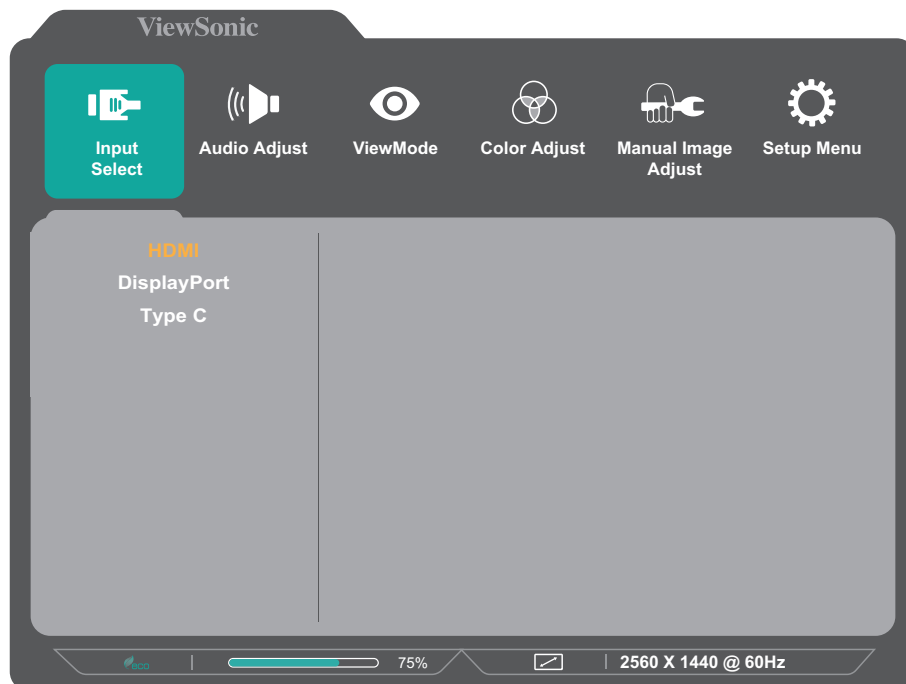 ViewSonic
Input
Select
Audio Adjust
ViewMode
Color Adjust
Manual Image
Adjust
Setup Menu
HDMI
DisplayPort
Type C
ECO
75%
2560 X 1440 @ 60Hz